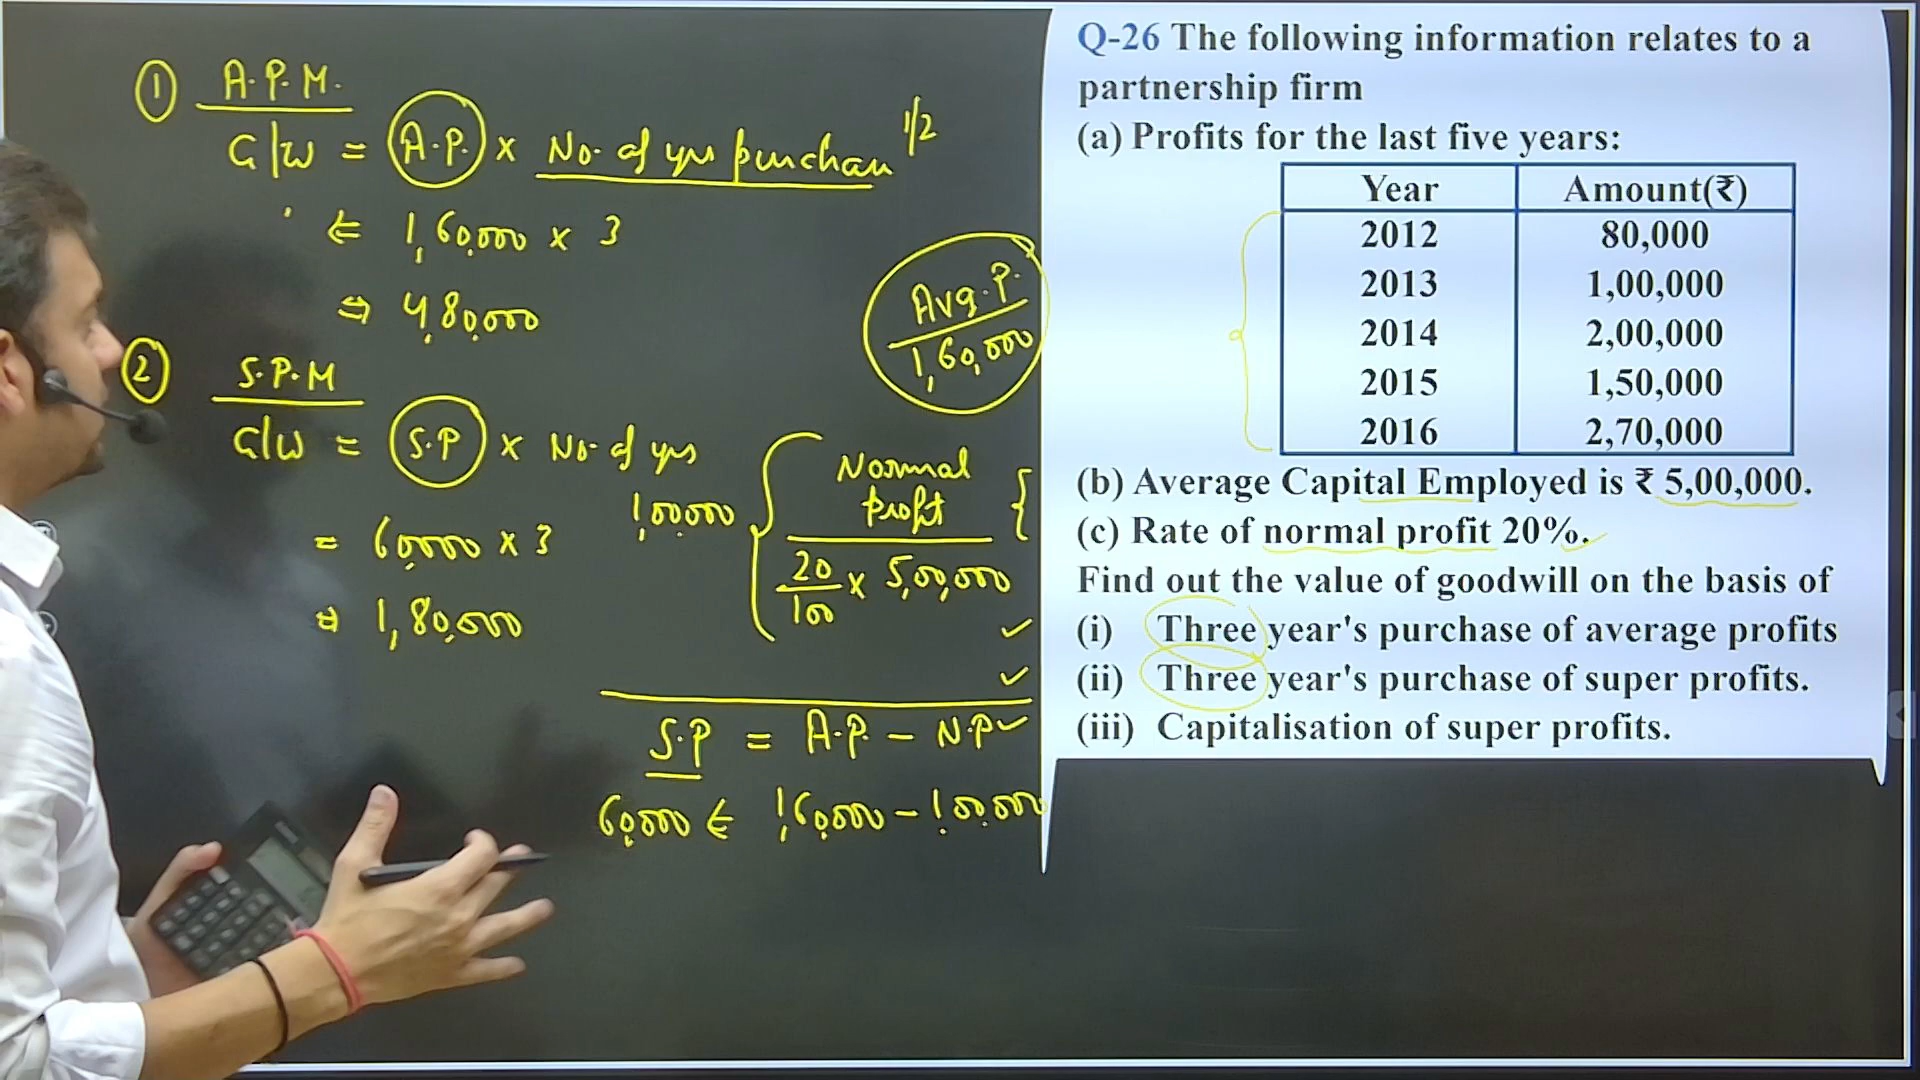 ① A.P.M.
G/W = A.P. × No. of yrs purchase 1/2
⇐ 1,60,000 × 3
⇒ 4,80,000
Avg. P.
1,60,000
② S.P.M
G/W = S.P × No. of yrs
= 60,000 × 3
⇒ 1,80,000
1,00,000
Normal
Profit
20/100 × 5,00,000
S.P = A.P. - N.P
60,000 ⇐ 1,60,000 - 1,00,000
Q-26 The following information relates to a
partnership firm
(a) Profits for the last five years:
Year Amount(₹)
2012 80,000
2013 1,00,000
2014 2,00,000
2015 1,50,000
2016 2,70,000
(b) Average Capital Employed is ₹ 5,00,000.
(c) Rate of normal profit 20%.
Find out the value of goodwill on the basis of
(i) Three year's purchase of average profits
(ii) Three year's purchase of super profits.
(iii) Capitalisation of super profits.